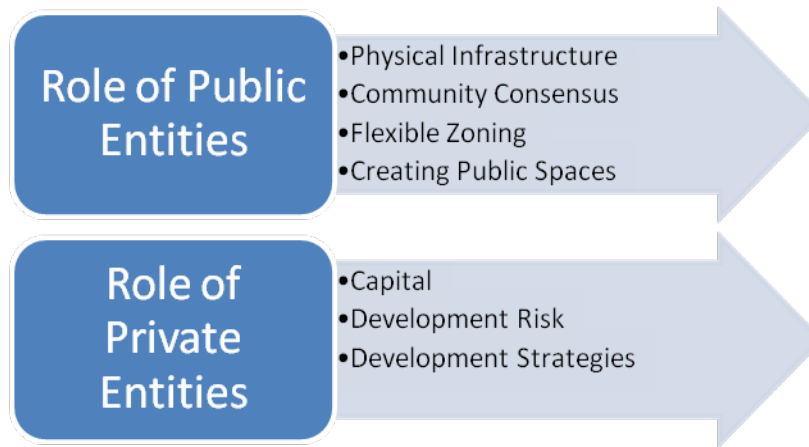 Role of Public
Entities
•Physical Infrastructure
•Community Consensus
•Flexible Zoning
•Creating Public Spaces
Role of
Private
Entities
•Capital
•Development Risk
•Development Strategies